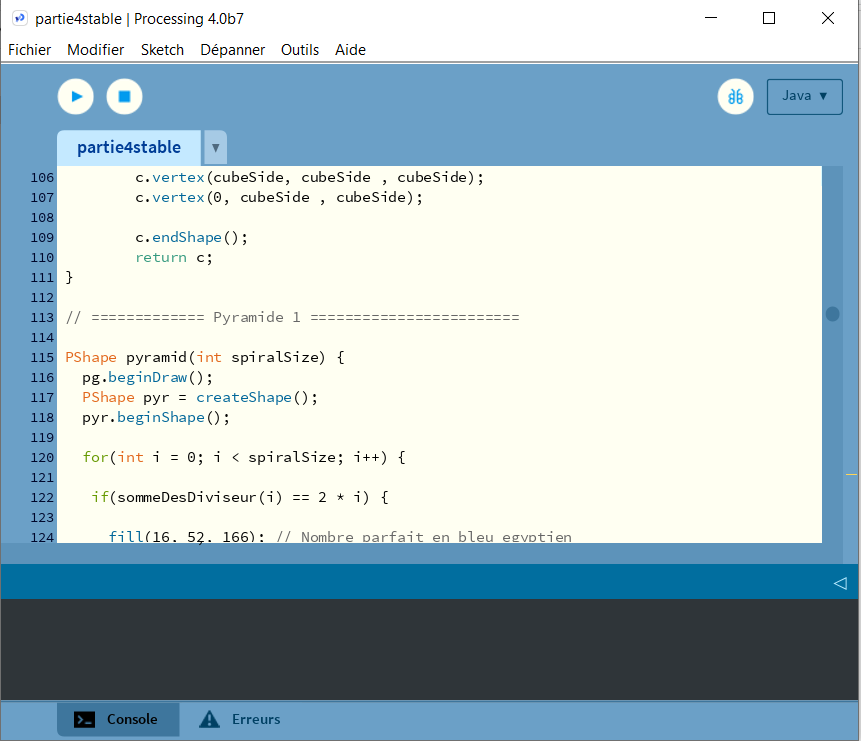 partie4stable | Processing 4.0b7
Fichier Modifier Sketch Dépanner Outils Aide
Java ▼
partie4stable ▼
106 c.vertex(cubeSide, cubeSide , cubeSide);
107 c.vertex(0, cubeSide , cubeSide);
108
109 c.endShape();
110 return c;
111 }
112
113 // ============= Pyramide 1 ========================
114
115 PShape pyramid(int spiralSize) {
116 pg.beginDraw();
117 PShape pyr = createShape();
118 pyr.beginShape();
119
120 for(int i = 0; i < spiralSize; i++) {
121
122 if(sommeDesDiviseur(i) == 2 * i) {
123
124 fill(16, 52, 166); // Nombre parfait en bleu egyptien
Console Erreurs